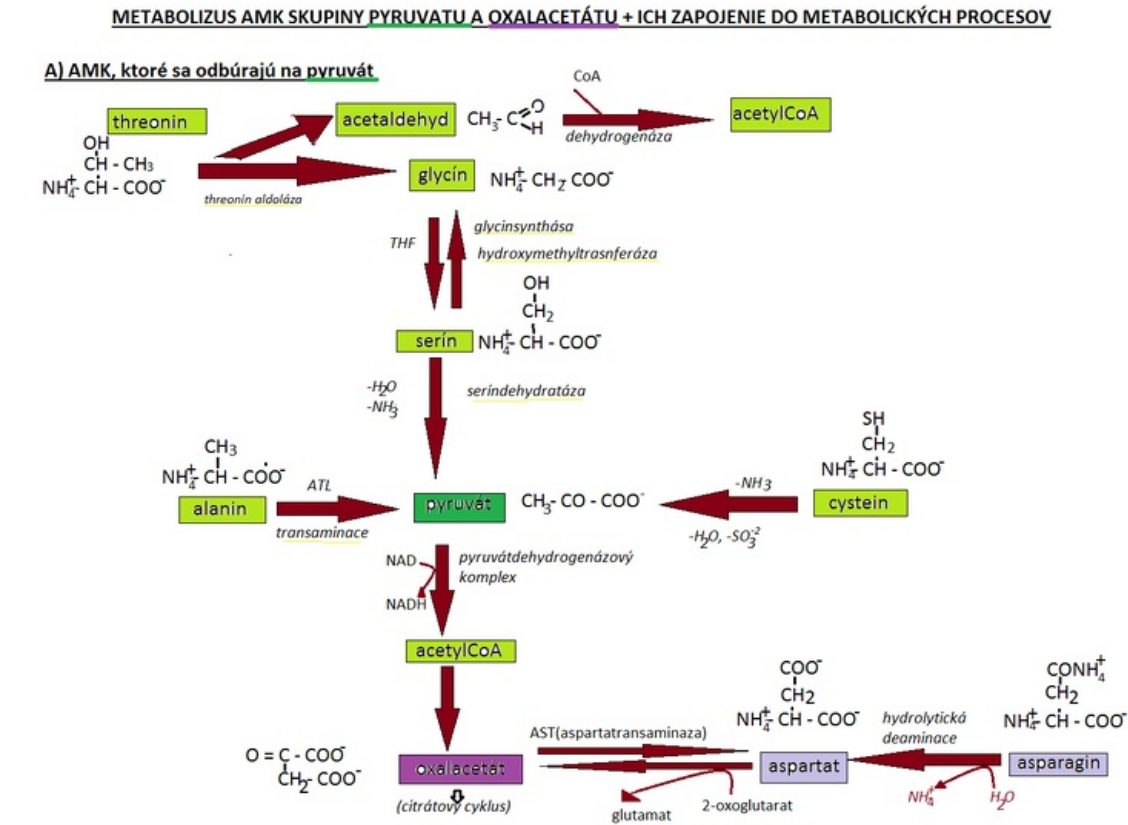 METABOLIZUS AMK SKUPINY PYRUVATU A OXALACETÁTU + ICH ZAPOJENIE DO METABOLICKÝCH PROCESOV
A) AMK, ktoré sa odbúrajú na pyruvát
threonin
OH
CH - CH3
NH4+- CH - COO-
threonin aldoláza
acetaldehyd
CH3- C O H
CoA
dehydrogenáza
acetylCoA
glycín
NH4+- CH2- COO-
THF
glycinsynthása
hydroxymethyltrasnferáza
OH
CH2
serín
NH4+- CH - COO-
-H2O
-NH3
seríndehydratáza
CH3
NH4+- CH - COO-
alanin
ATL
transaminace
pyruvát
CH3- CO - COO-
SH
CH2
NH4+- CH - COO-
cystein
-NH3
-H2O, -SO3-2
NAD
NADH
pyruvátdehydrogenázový
komplex
acetylCoA
O = C - COO-
CH2- COO-
oxalacetát
(citrátový cyklus)
AST(aspartatransaminaza)
glutamat
2-oxoglutarat
COO-
CH2
NH4+- CH - COO-
aspartat
hydrolytická
deaminace
NH4+
H2O
CONH4+
CH2
NH4+- CH - COO-
asparagin